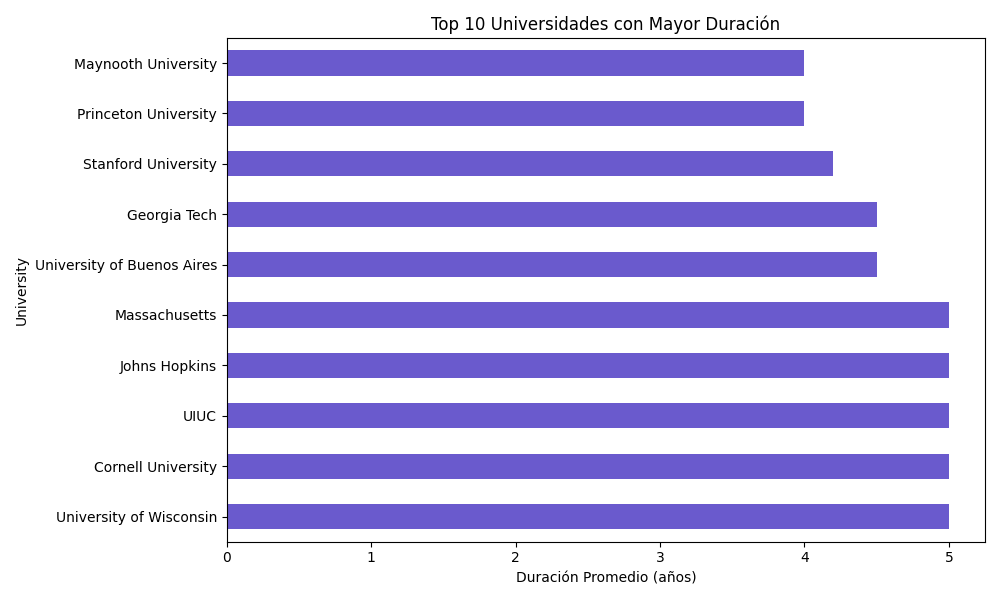 Top 10 Universidades con Mayor Duración
University
Maynooth University
Princeton University
Stanford University
Georgia Tech
University of Buenos Aires
Massachusetts
Johns Hopkins
UIUC
Cornell University
University of Wisconsin
0 1 2 3 4 5
Duración Promedio (años)